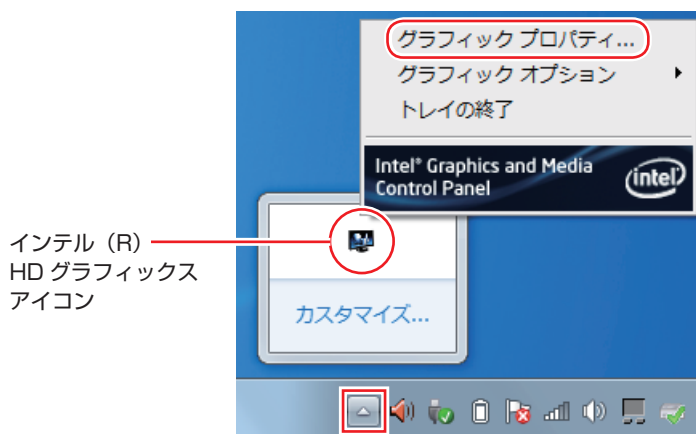 グラフィック プロパティ...
グラフィック オプション
トレイの終了
Intel® Graphics and Media
Control Panel
intel
インテル（R）
HD グラフィックス
アイコン
カスタマイズ...